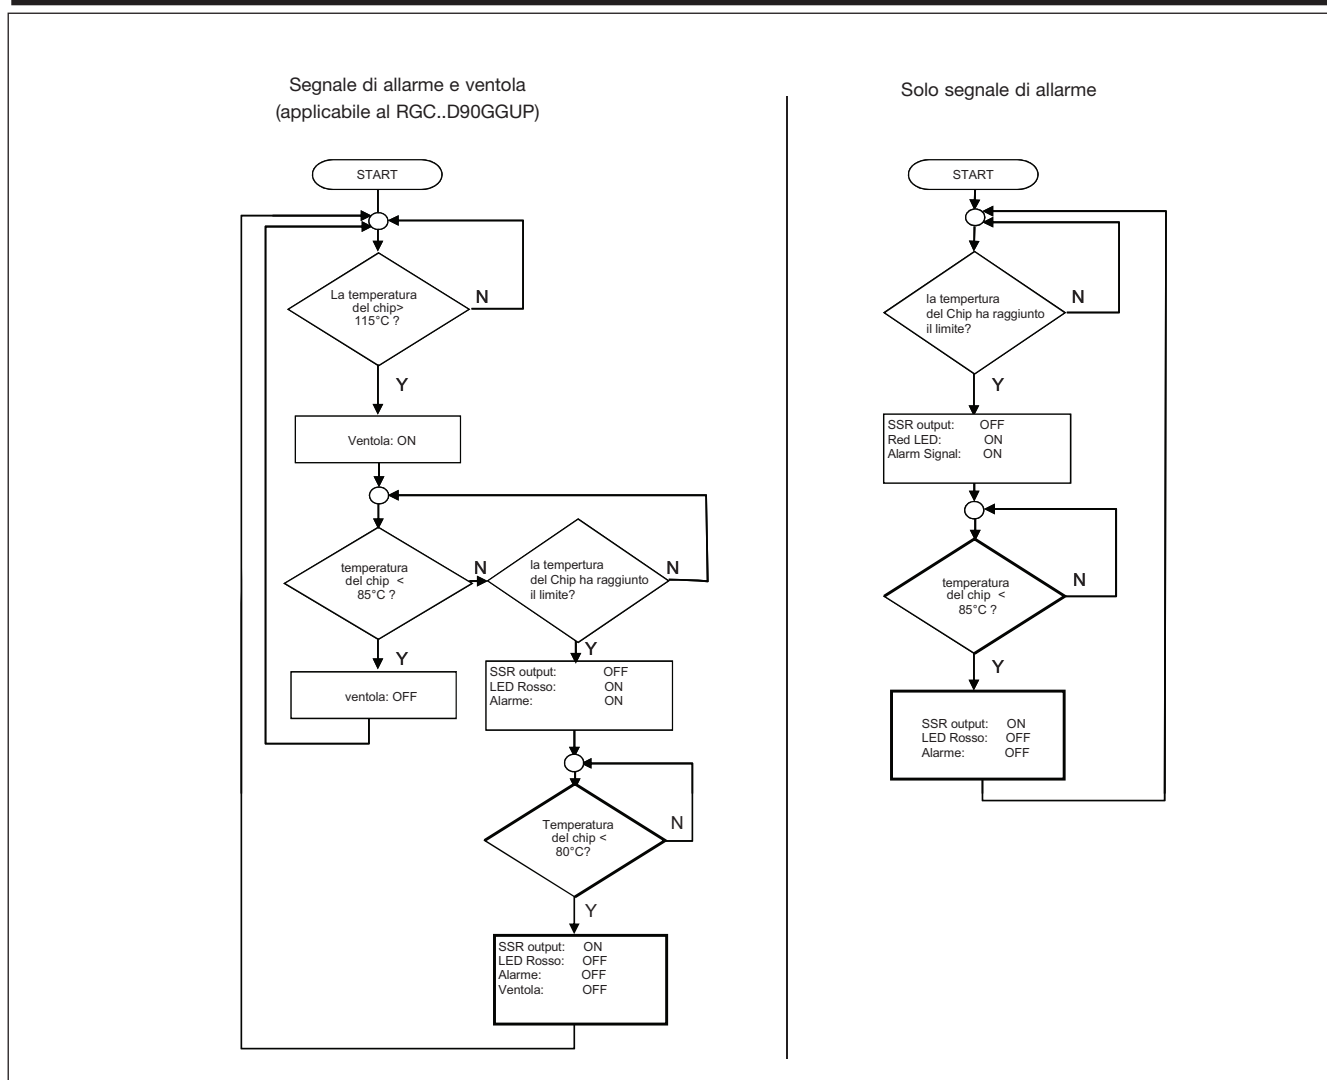 Segnale di allarme e ventola
(applicabile al RGC..D90GGUP)
START
La temperatura
del chip>
115°C ?
N
Y
Ventola: ON
temperatura
del chip <
85°C ?
N
Y
ventola: OFF
la tempertura
del Chip ha raggiunto
il limite?
N
Y
SSR output: OFF
LED Rosso: ON
Alarme: ON
Temperatura
del chip <
80°C?
N
Y
SSR output: ON
LED Rosso: OFF
Alarme: OFF
Ventola: OFF
Solo segnale di allarme
START
la tempertura
del Chip ha raggiunto
il limite?
N
Y
SSR output: OFF
Red LED: ON
Alarm Signal: ON
temperatura
del chip <
85°C ?
N
Y
SSR output: ON
LED Rosso: OFF
Alarme: OFF